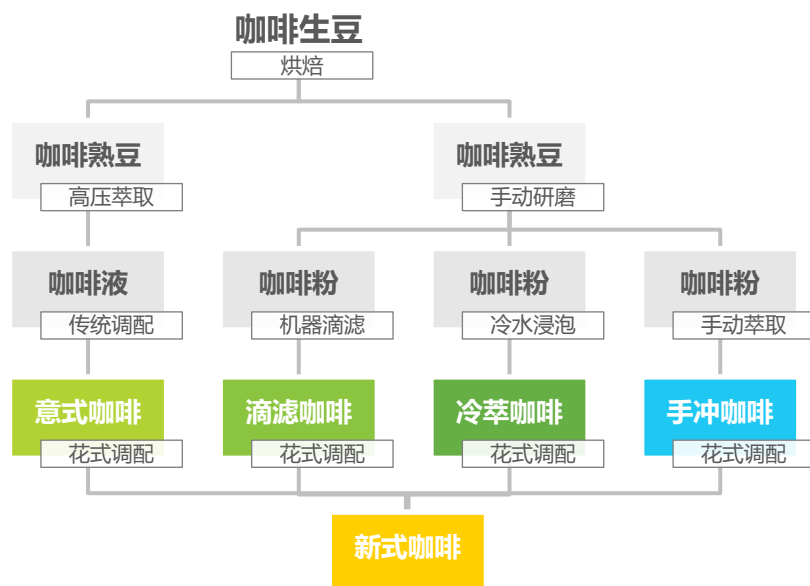 咖啡生豆
烘焙
咖啡熟豆
高压萃取
咖啡熟豆
手动研磨
咖啡液
传统调配
咖啡粉
机器滴滤
咖啡粉
冷水浸泡
咖啡粉
手动萃取
意式咖啡
花式调配
滴滤咖啡
花式调配
冷萃咖啡
花式调配
手冲咖啡
花式调配
新式咖啡